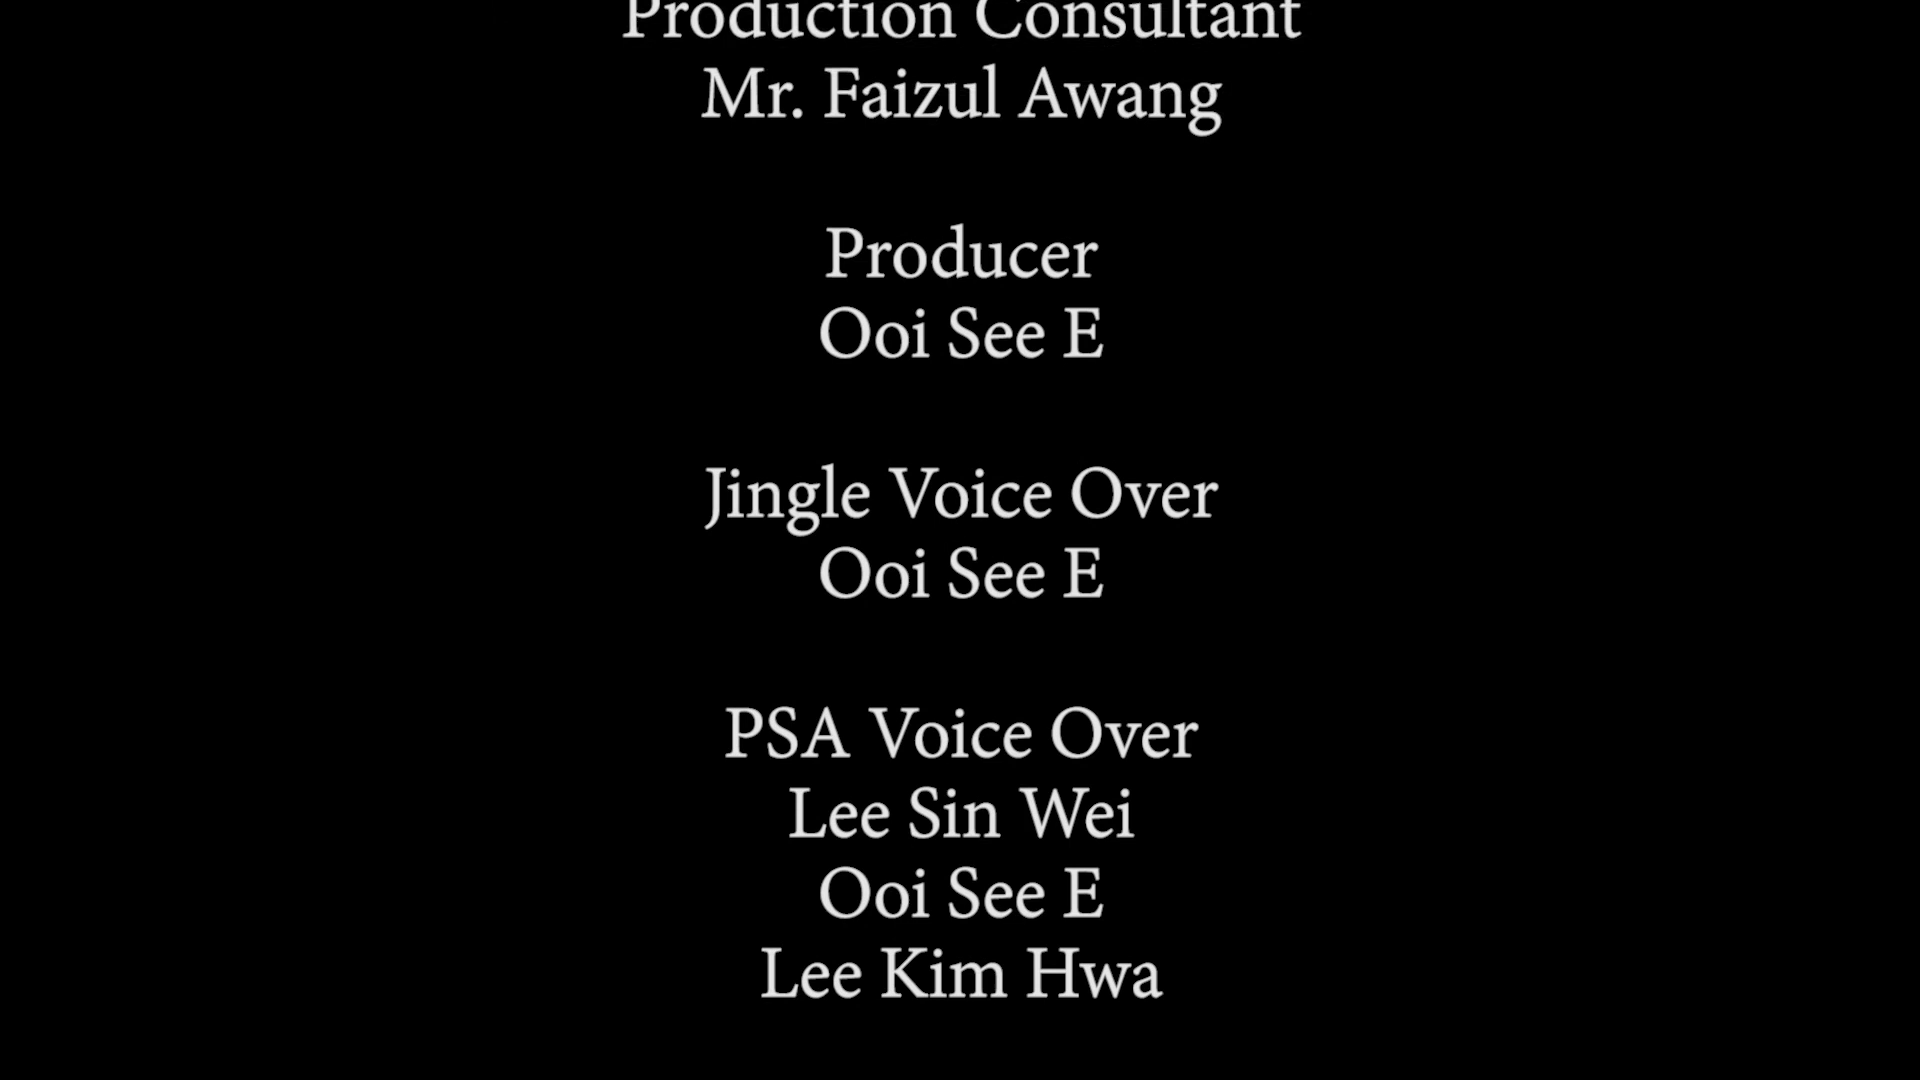 Production Consultant
Mr. Faizul Awang
Producer
Ooi See E
Jingle Voice Over
Ooi See E
PSA Voice Over
Lee Sin Wei
Ooi See E
Lee Kim Hwa